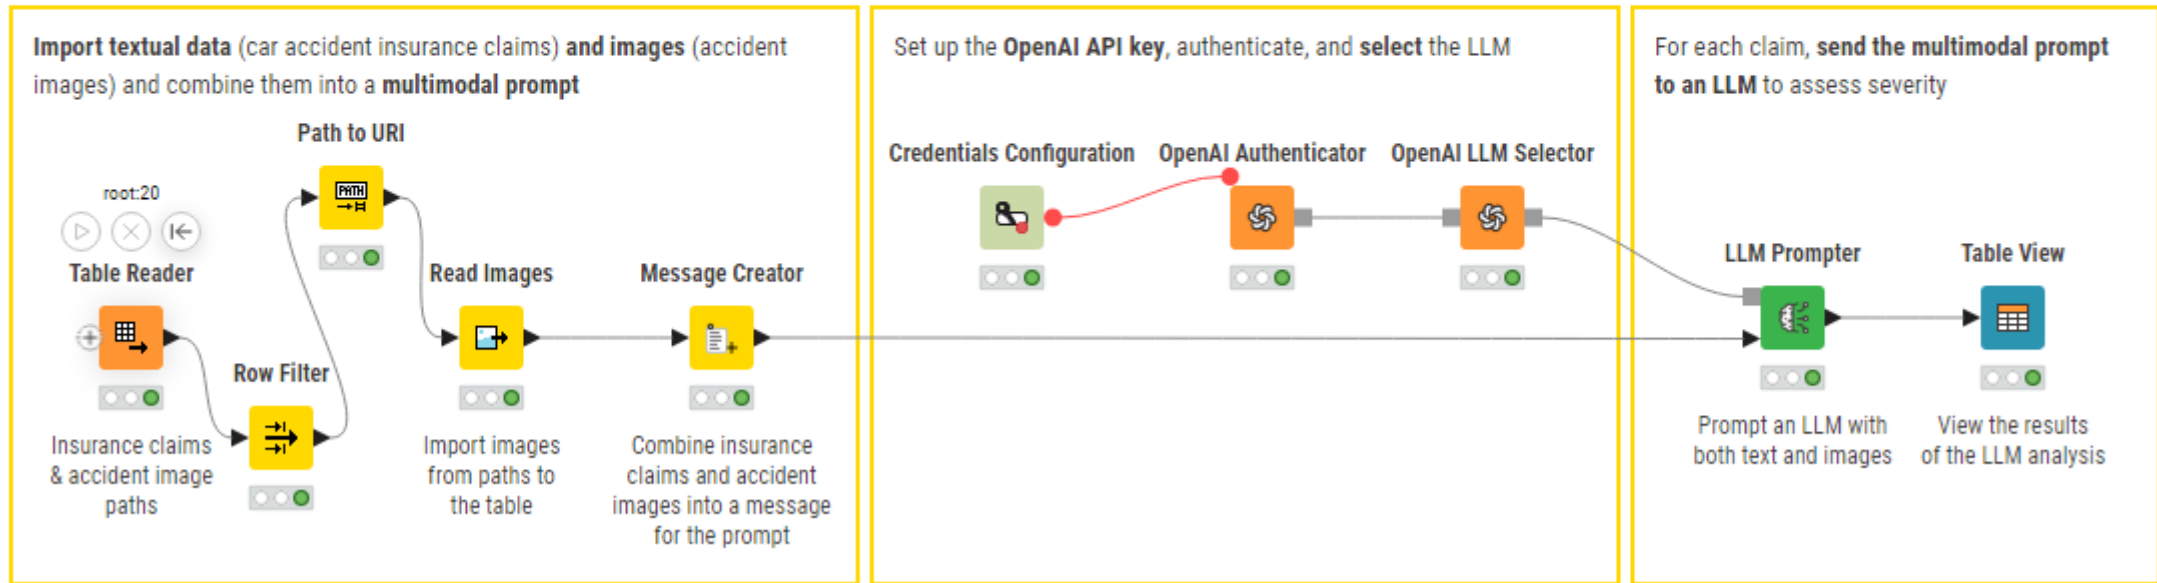 Import textual data (car accident insurance claims) and images (accident
images) and combine them into a multimodal prompt
Path to URI
PATH
root:20
Table Reader
Insurance claims
& accident image
paths
Row Filter
Read Images
Import images
from paths to
the table
Message Creator
Combine insurance
claims and accident
images into a message
for the prompt
Set up the OpenAI API key, authenticate, and select the LLM
Credentials Configuration
OpenAI Authenticator
OpenAI LLM Selector
For each claim, send the multimodal prompt
to an LLM to assess severity
LLM Prompter
Prompt an LLM with
both text and images
Table View
View the results
of the LLM analysis